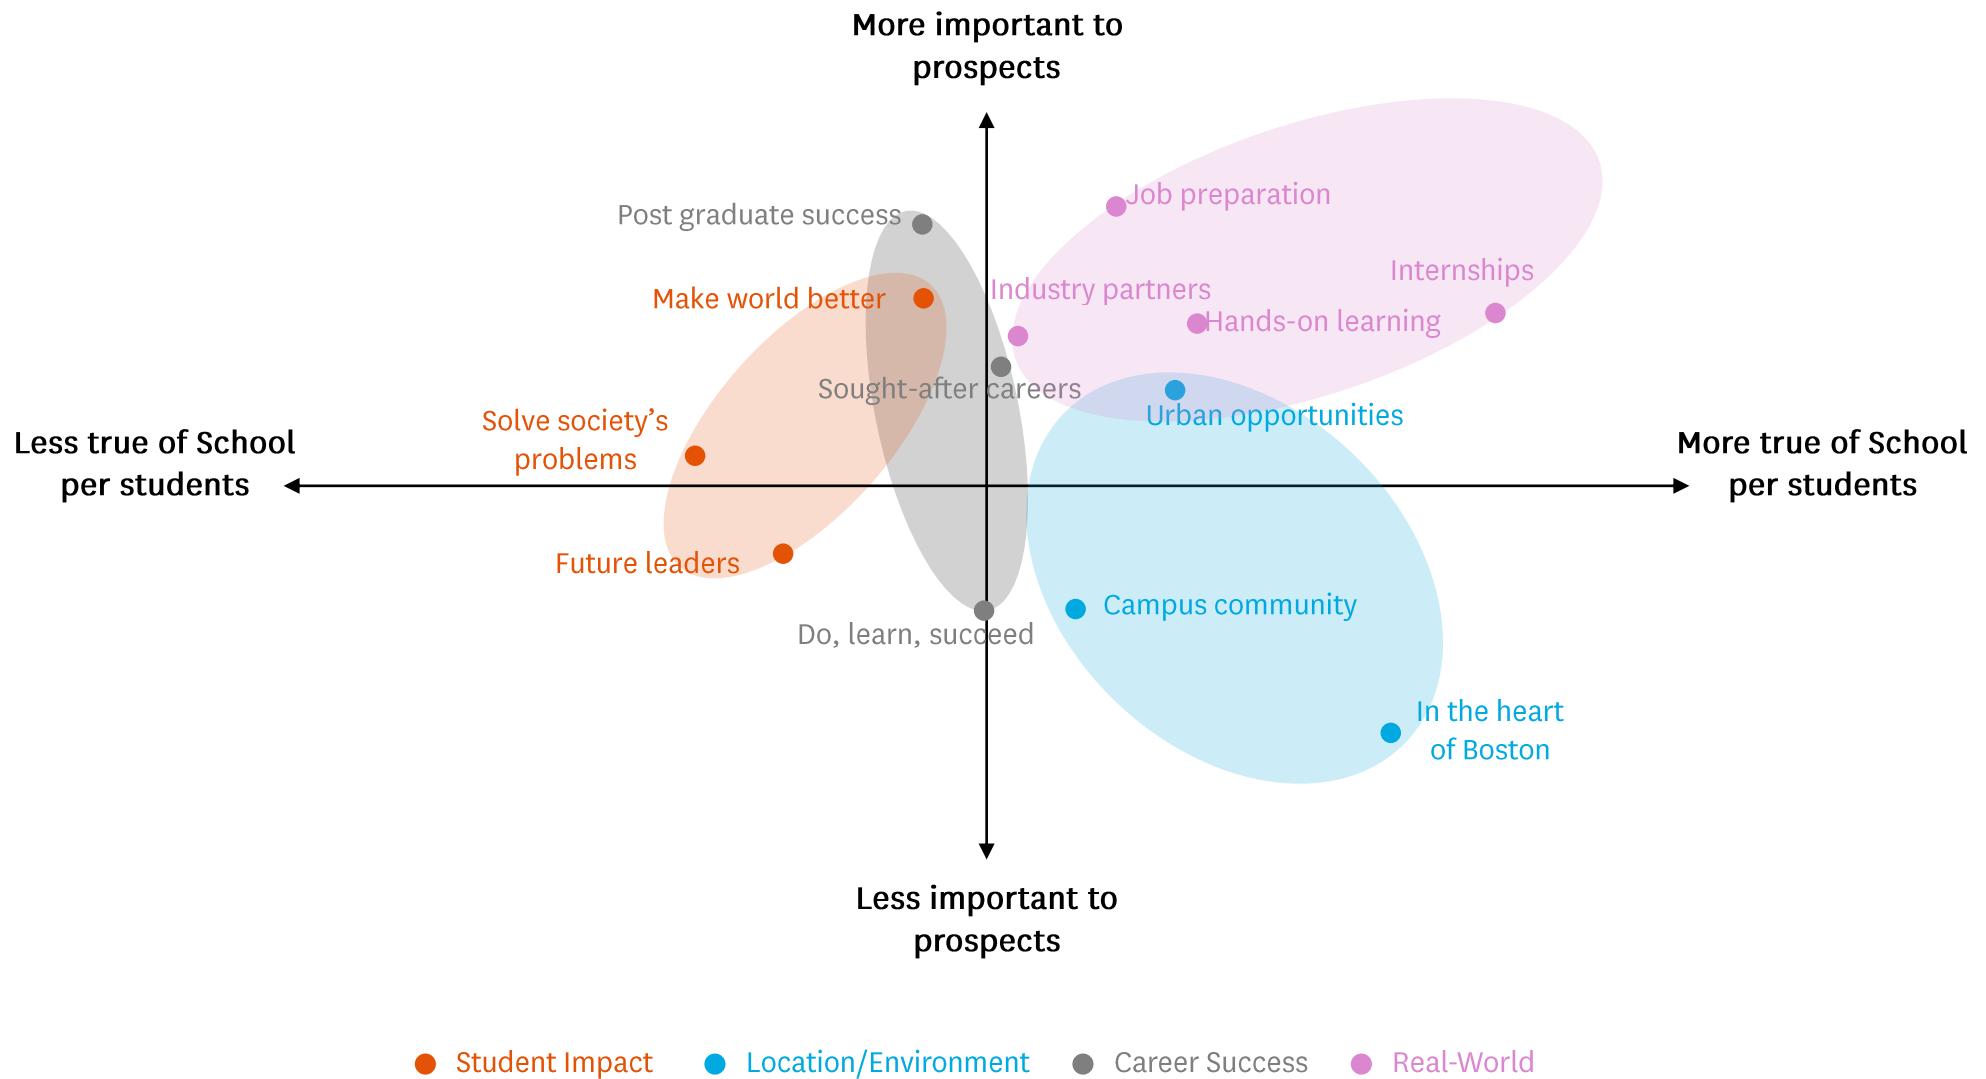 More important to
prospects
Job preparation
Post graduate success
Internships
Industry partners
Make world better
Hands-on learning
Sought-after careers
Urban opportunities
Solve society’s
problems
Less true of School
per students
More true of School
per students
Future leaders
Campus community
Do, learn, succeed
In the heart
of Boston
Less important to
prospects
Student Impact
Location/Environment
Career Success
Real-World